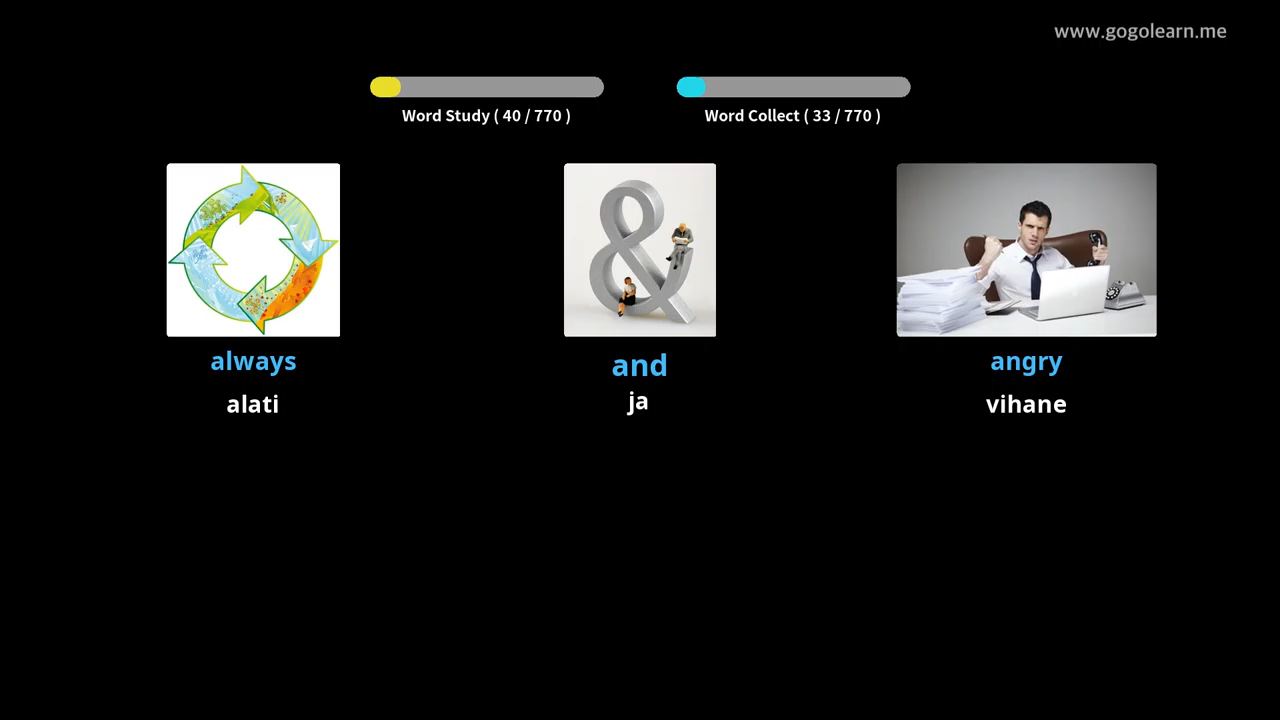 www.gogolearn.me
Word Study ( 40 / 770 )
Word Collect ( 33 / 770 )
always
and
angry
alati
ja
vihane